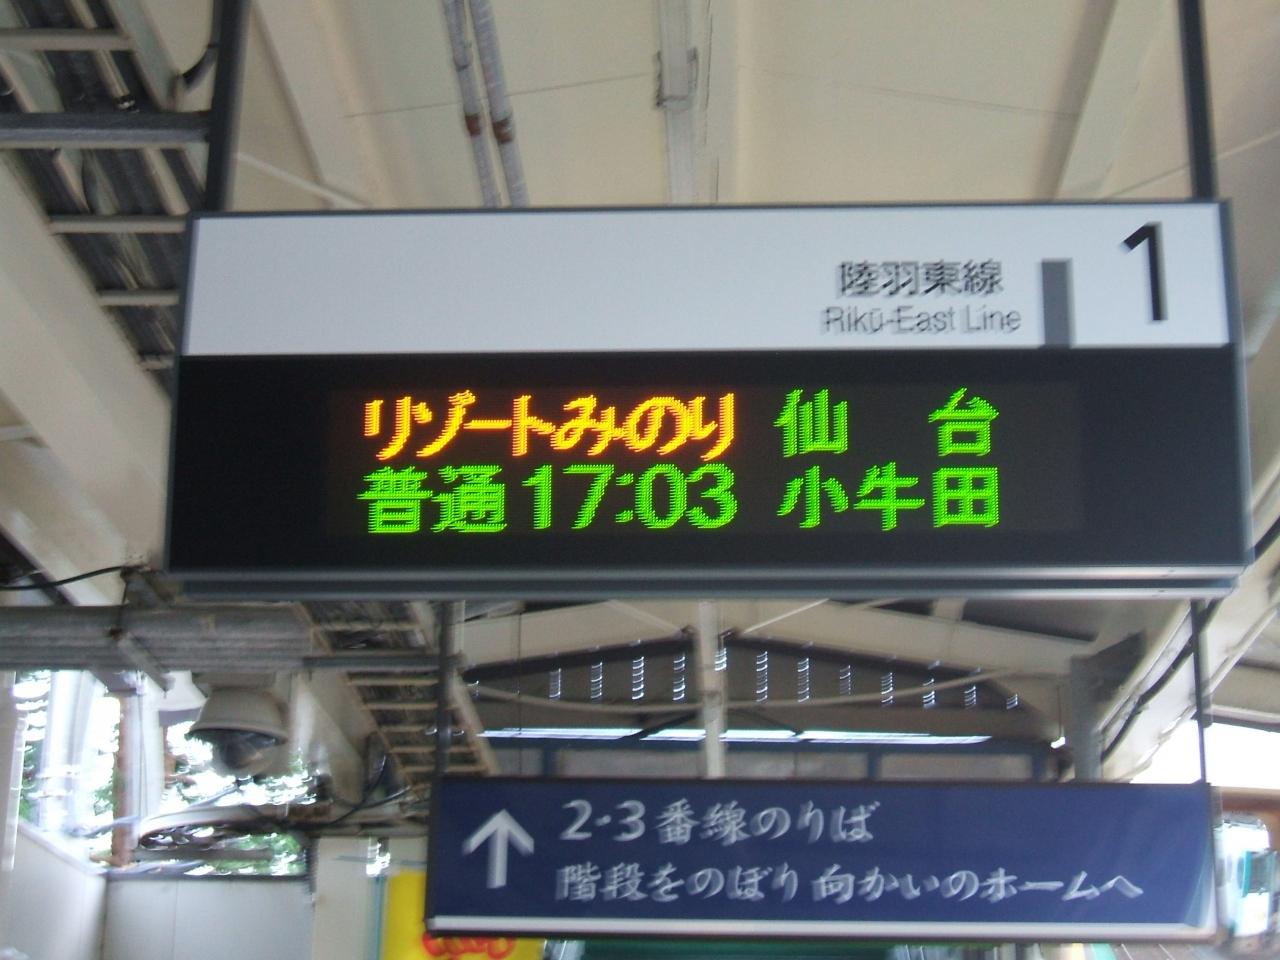 陸羽東線 1
Rikū-East Line
リゾートみのり 仙台
普通 17:03 小牛田
2・3番線のりば
階段をのぼり 向かいのホームへ